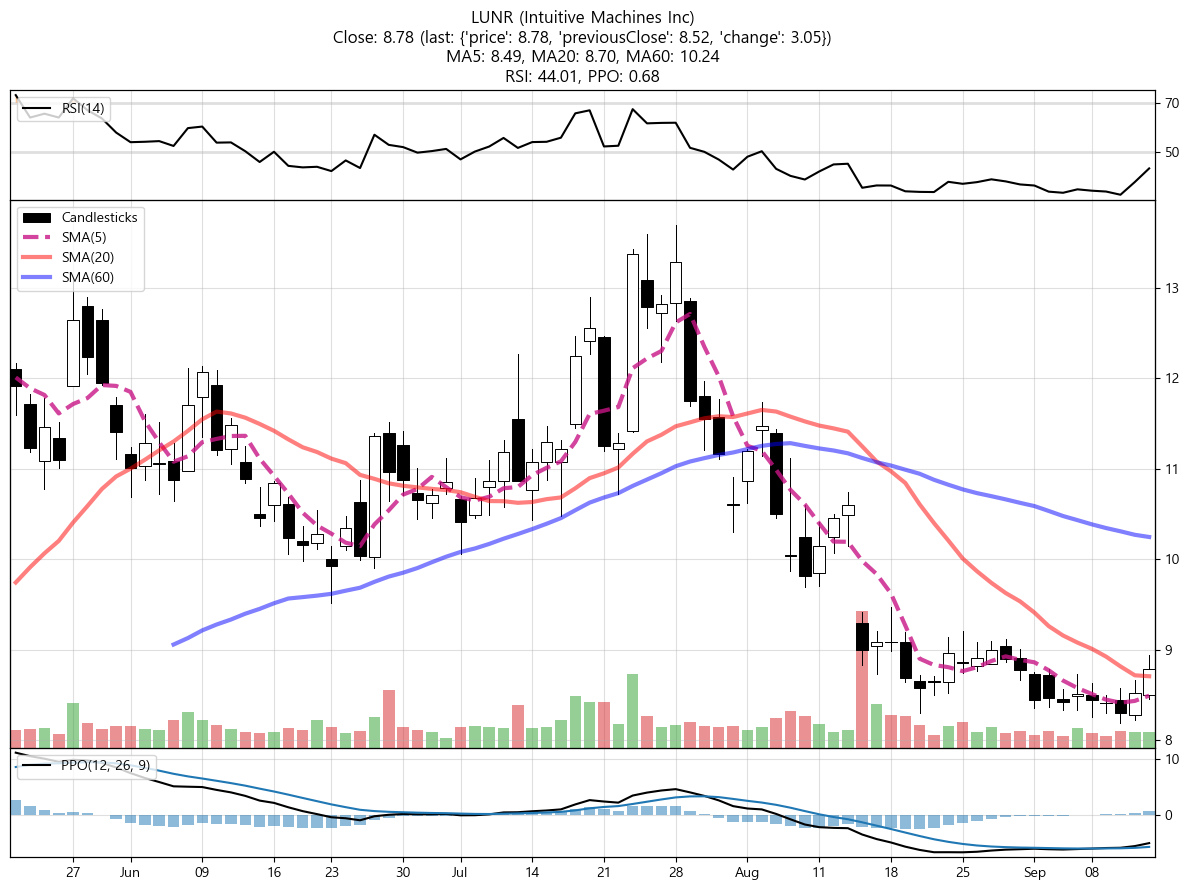 LUNR (Intuitive Machines Inc)
Close: 8.78 (last: {'price': 8.78, 'previousClose': 8.52, 'change': 3.05})
MA5: 8.49, MA20: 8.70, MA60: 10.24
RSI: 44.01, PPO: 0.68
RSI(14)
70
50
Candlesticks
SMA(5)
SMA(20)
SMA(60)
13
12
11
10
9
8
PPO(12, 26, 9)
10
0
27 Jun 09 16 23 30 Jul 14 21 28 Aug 11 18 25 Sep 08